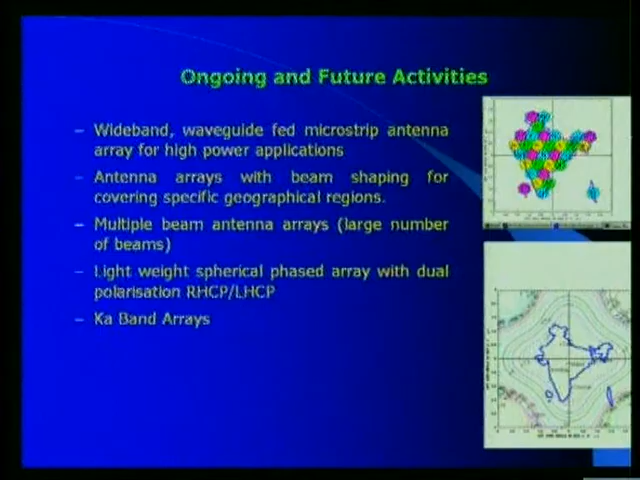 Ongoing and Future Activities
– Wideband, waveguide fed microstrip antenna
array for high power applications
– Antenna arrays with beam shaping for
covering specific geographical regions.
– Multiple beam antenna arrays (large number
of beams)
– Light weight spherical phased array with dual
polarisation RHCP/LHCP
– Ka Band Arrays